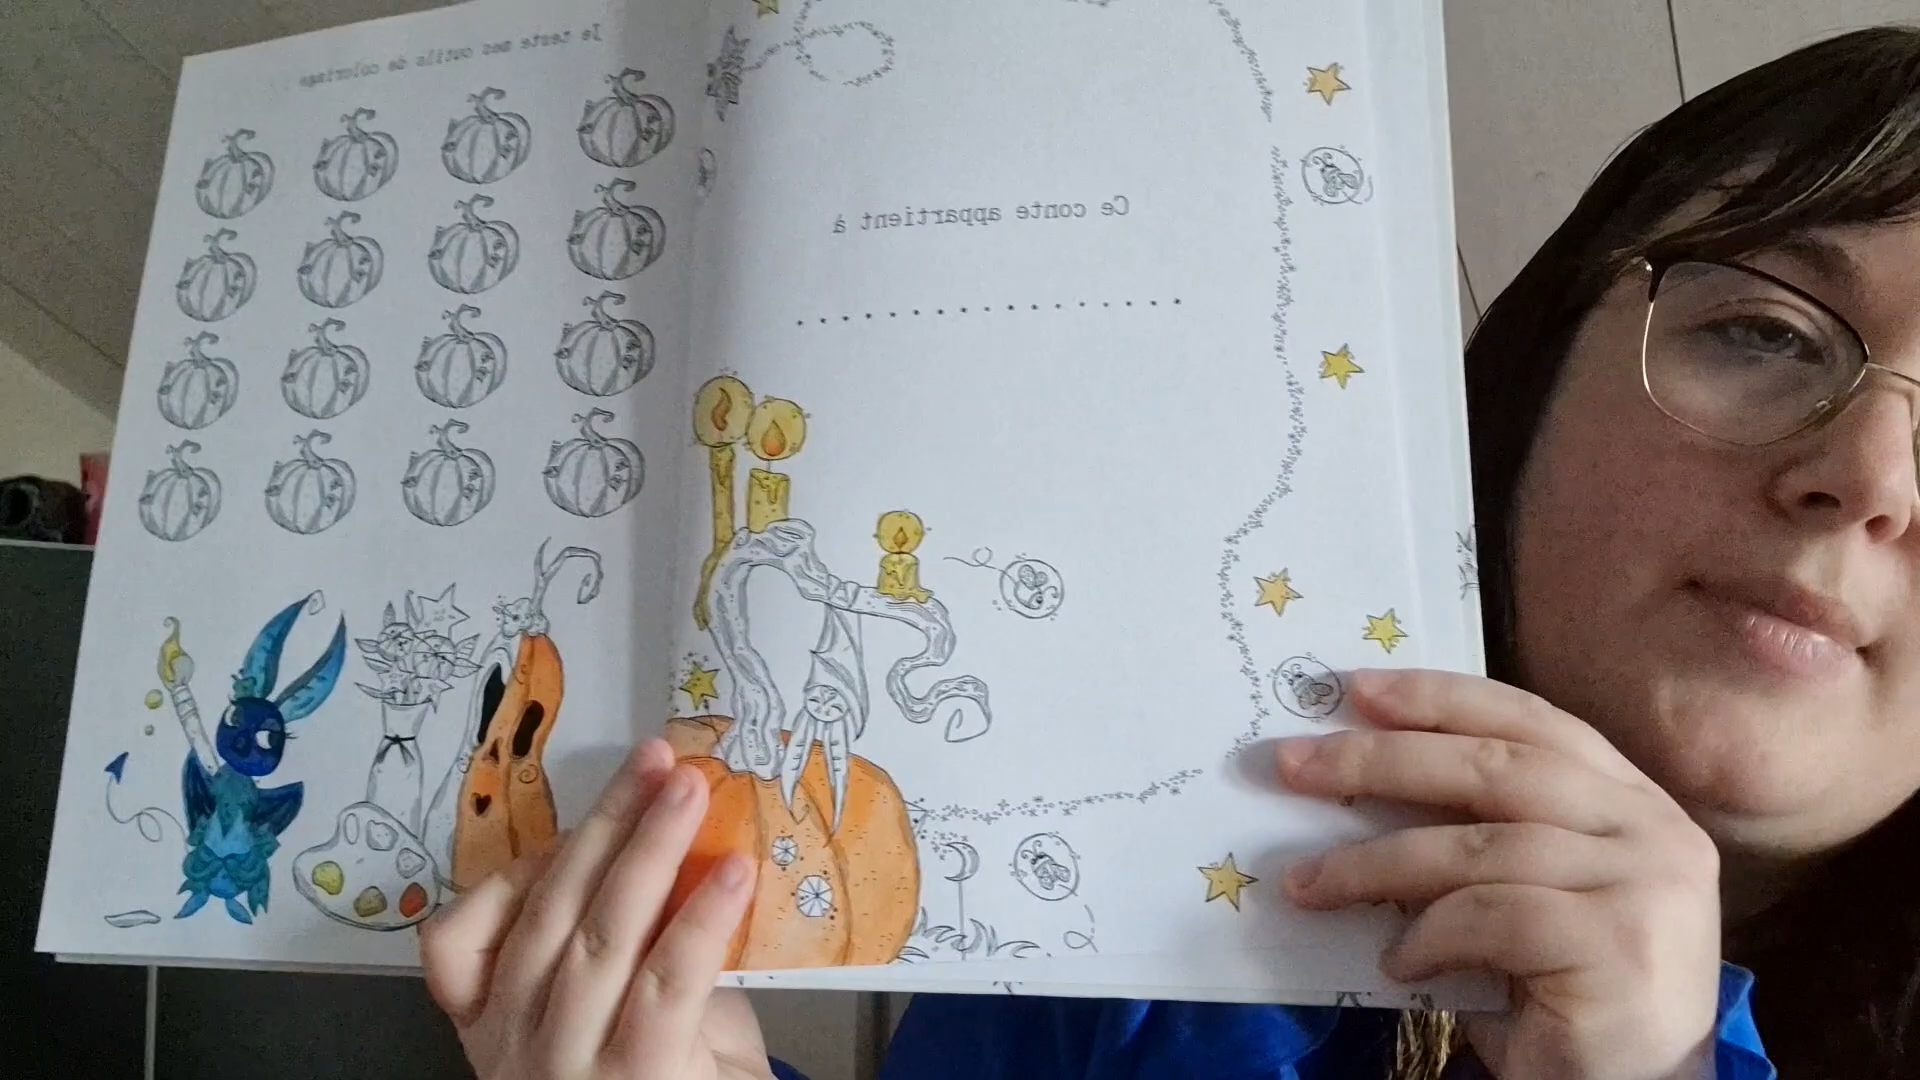 Je teste mes outils de coloriage :
Ce conte appartient à
.................